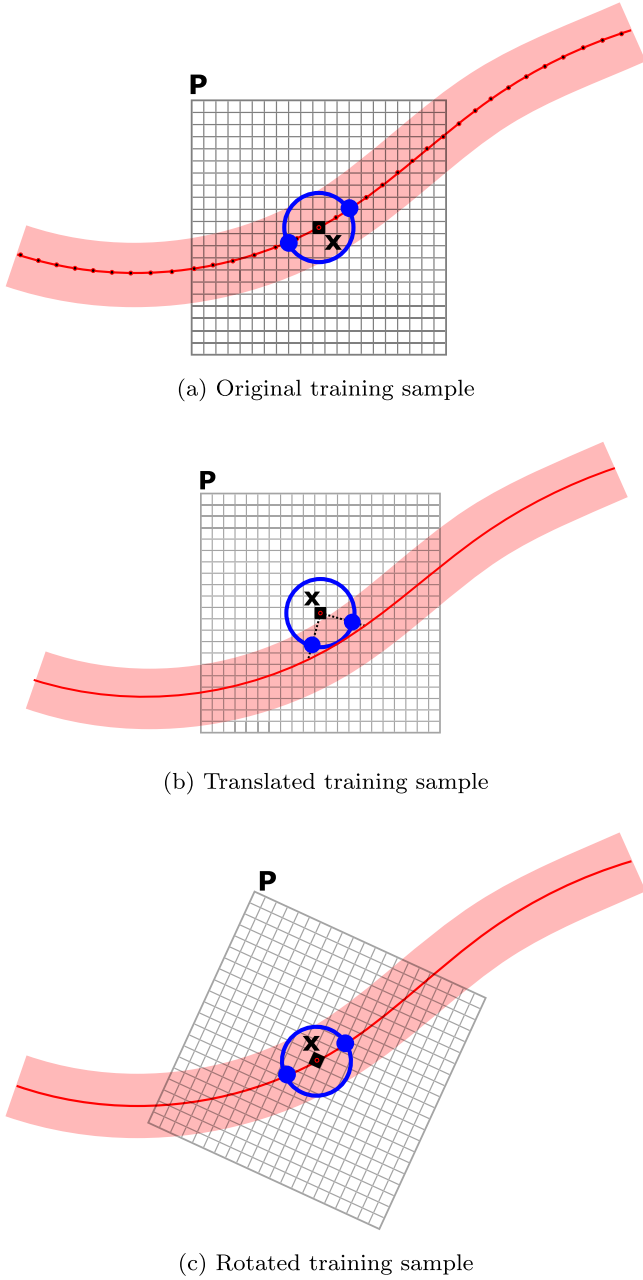 P
x
(a) Original training sample
P
x
(b) Translated training sample
P
x
(c) Rotated training sample